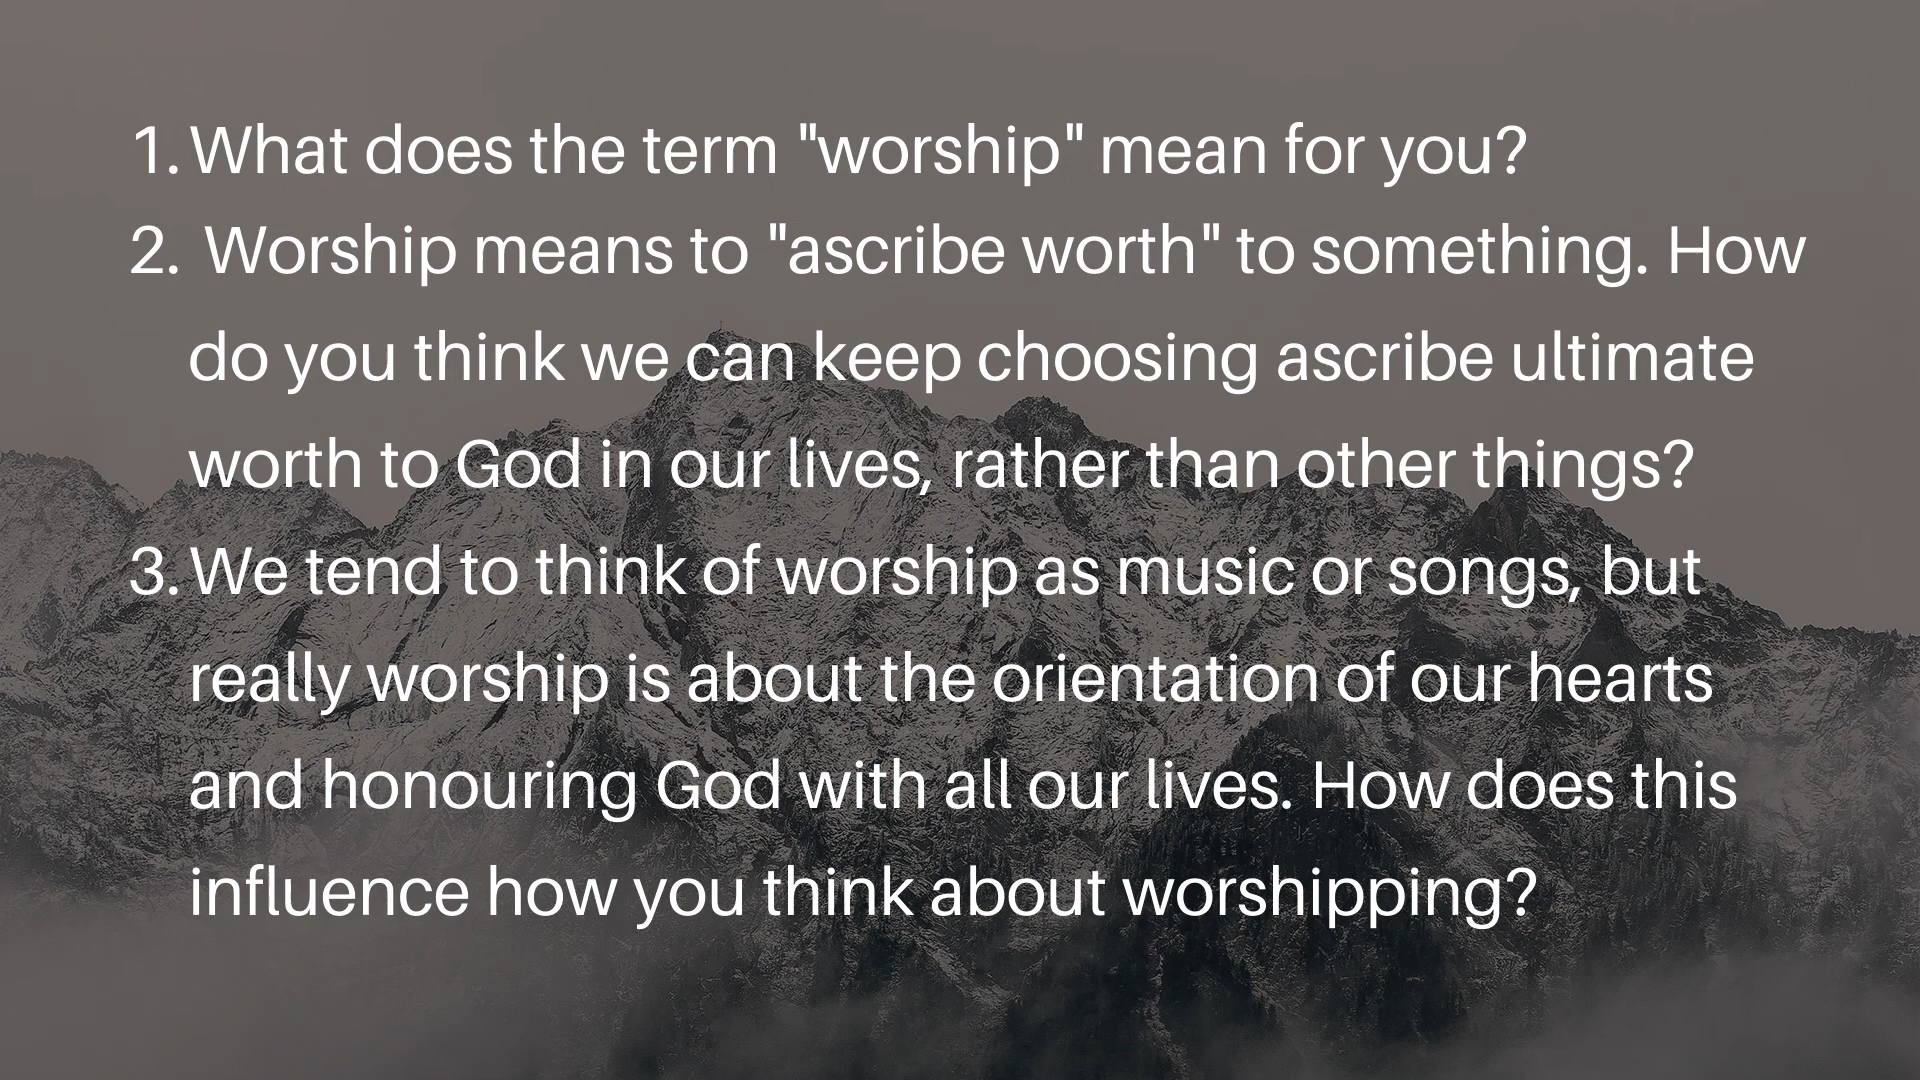 1. What does the term "worship" mean for you?
2. Worship means to "ascribe worth" to something. How
do you think we can keep choosing ascribe ultimate
worth to God in our lives, rather than other things?
3. We tend to think of worship as music or songs, but
really worship is about the orientation of our hearts
and honouring God with all our lives. How does this
influence how you think about worshipping?